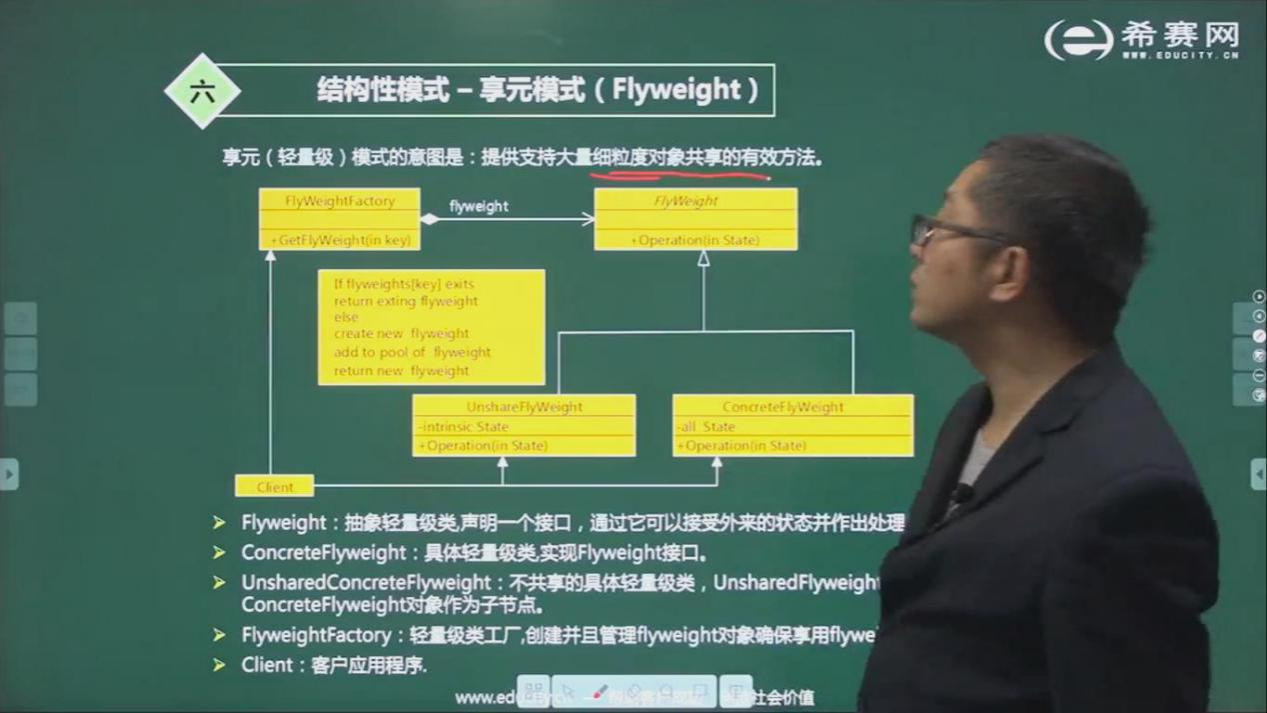 希赛网
WWW.EDUCITY.CN
六
结构性模式 – 享元模式（Flyweight）
享元（轻量级）模式的意图是：提供支持大量细粒度对象共享的有效方法。
FlyWeightFactory
+GetFlyWeight(in key)
flyweight
FlyWeight
+Operation(in State)
If flyweights[key] exits
return exting flyweight
else
create new flyweight
add to pool of flyweight
return new flyweight
UnshareFlyWeight
-intrinsic State
+Operation(in State)
ConcreteFlyWeight
-all State
+Operation(in State)
Client
Flyweight：抽象轻量级类,声明一个接口，通过它可以接受外来的状态并作出处理
ConcreteFlyweight：具体轻量级类,实现Flyweight接口。
UnsharedConcreteFlyweight：不共享的具体轻量级类，UnsharedFlyweight
ConcreteFlyweight对象作为子节点。
FlyweightFactory：轻量级类工厂,创建并且管理flyweight对象确保享用flywe
Client：客户应用程序.
社会价值